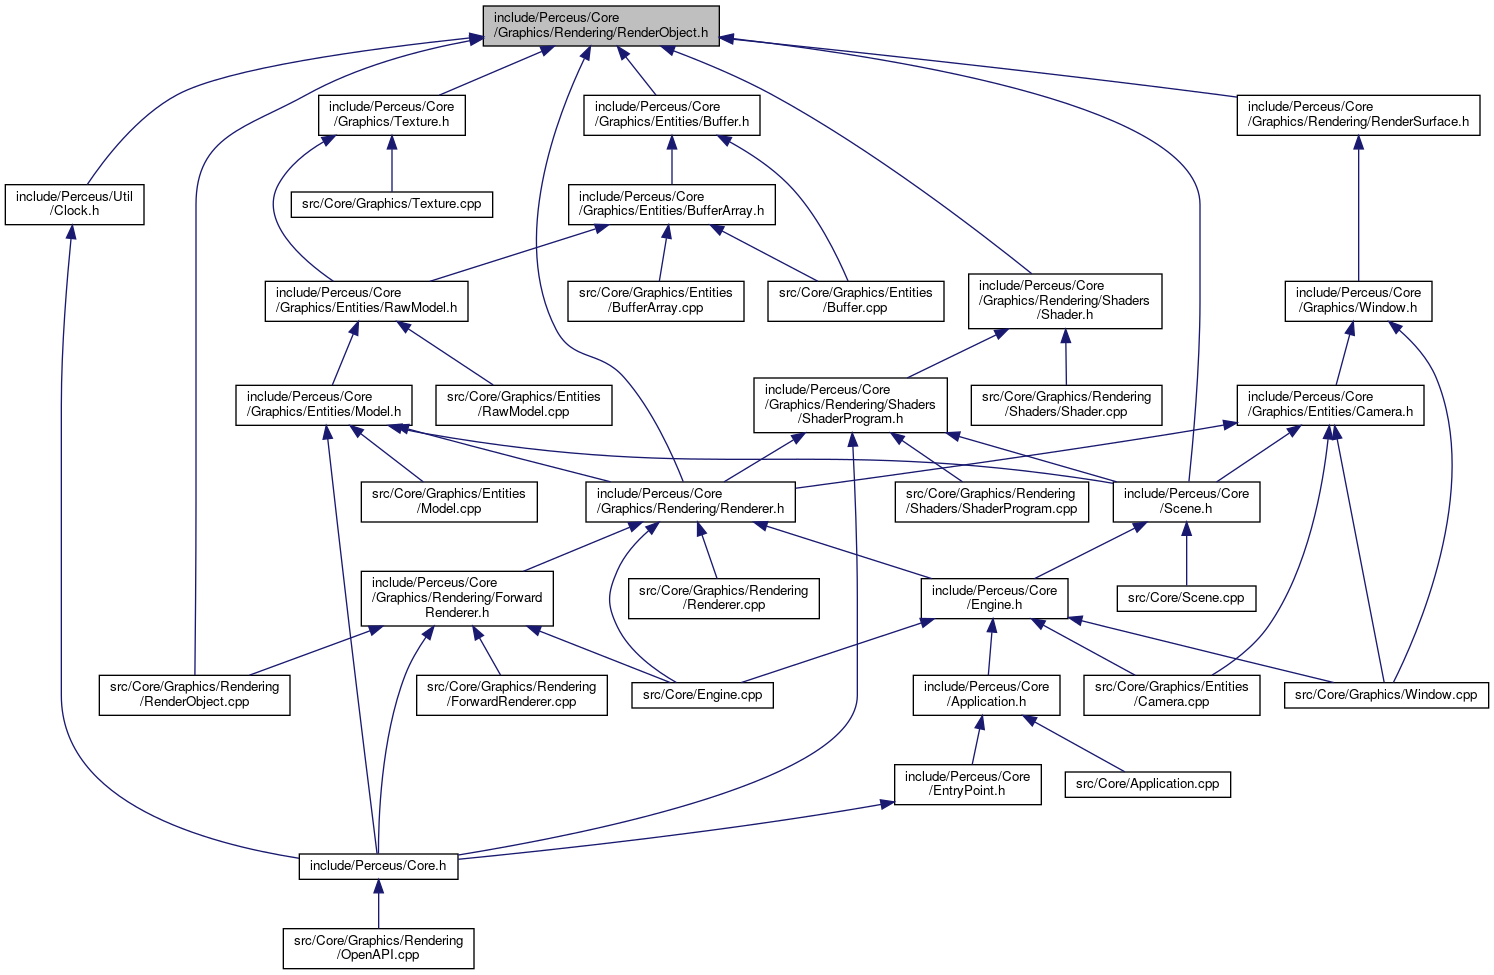 include/Perceus/Core
/Graphics/Rendering/RenderObject.h
include/Perceus/Core
/Graphics/Texture.h
include/Perceus/Core
/Graphics/Entities/Buffer.h
include/Perceus/Core
/Graphics/Rendering/RenderSurface.h
include/Perceus/Util
/Clock.h
src/Core/Graphics/Texture.cpp
include/Perceus/Core
/Graphics/Entities/BufferArray.h
include/Perceus/Core
/Graphics/Entities/RawModel.h
src/Core/Graphics/Entities
/BufferArray.cpp
src/Core/Graphics/Entities
/Buffer.cpp
include/Perceus/Core
/Graphics/Rendering/Shaders
/Shader.h
include/Perceus/Core
/Graphics/Window.h
include/Perceus/Core
/Graphics/Entities/Model.h
src/Core/Graphics/Entities
/RawModel.cpp
include/Perceus/Core
/Graphics/Rendering/Shaders
/ShaderProgram.h
src/Core/Graphics/Rendering
/Shaders/Shader.cpp
include/Perceus/Core
/Graphics/Entities/Camera.h
src/Core/Graphics/Entities
/Model.cpp
include/Perceus/Core
/Graphics/Rendering/Renderer.h
src/Core/Graphics/Rendering
/Shaders/ShaderProgram.cpp
include/Perceus/Core
/Scene.h
include/Perceus/Core
/Graphics/Rendering/Forward
Renderer.h
src/Core/Graphics/Rendering
/Renderer.cpp
include/Perceus/Core
/Engine.h
src/Core/Scene.cpp
src/Core/Graphics/Rendering
/RenderObject.cpp
src/Core/Graphics/Rendering
/ForwardRenderer.cpp
src/Core/Engine.cpp
include/Perceus/Core
/Application.h
src/Core/Graphics/Entities
/Camera.cpp
src/Core/Graphics/Window.cpp
include/Perceus/Core
/EntryPoint.h
src/Core/Application.cpp
include/Perceus/Core.h
src/Core/Graphics/Rendering
/OpenAPI.cpp